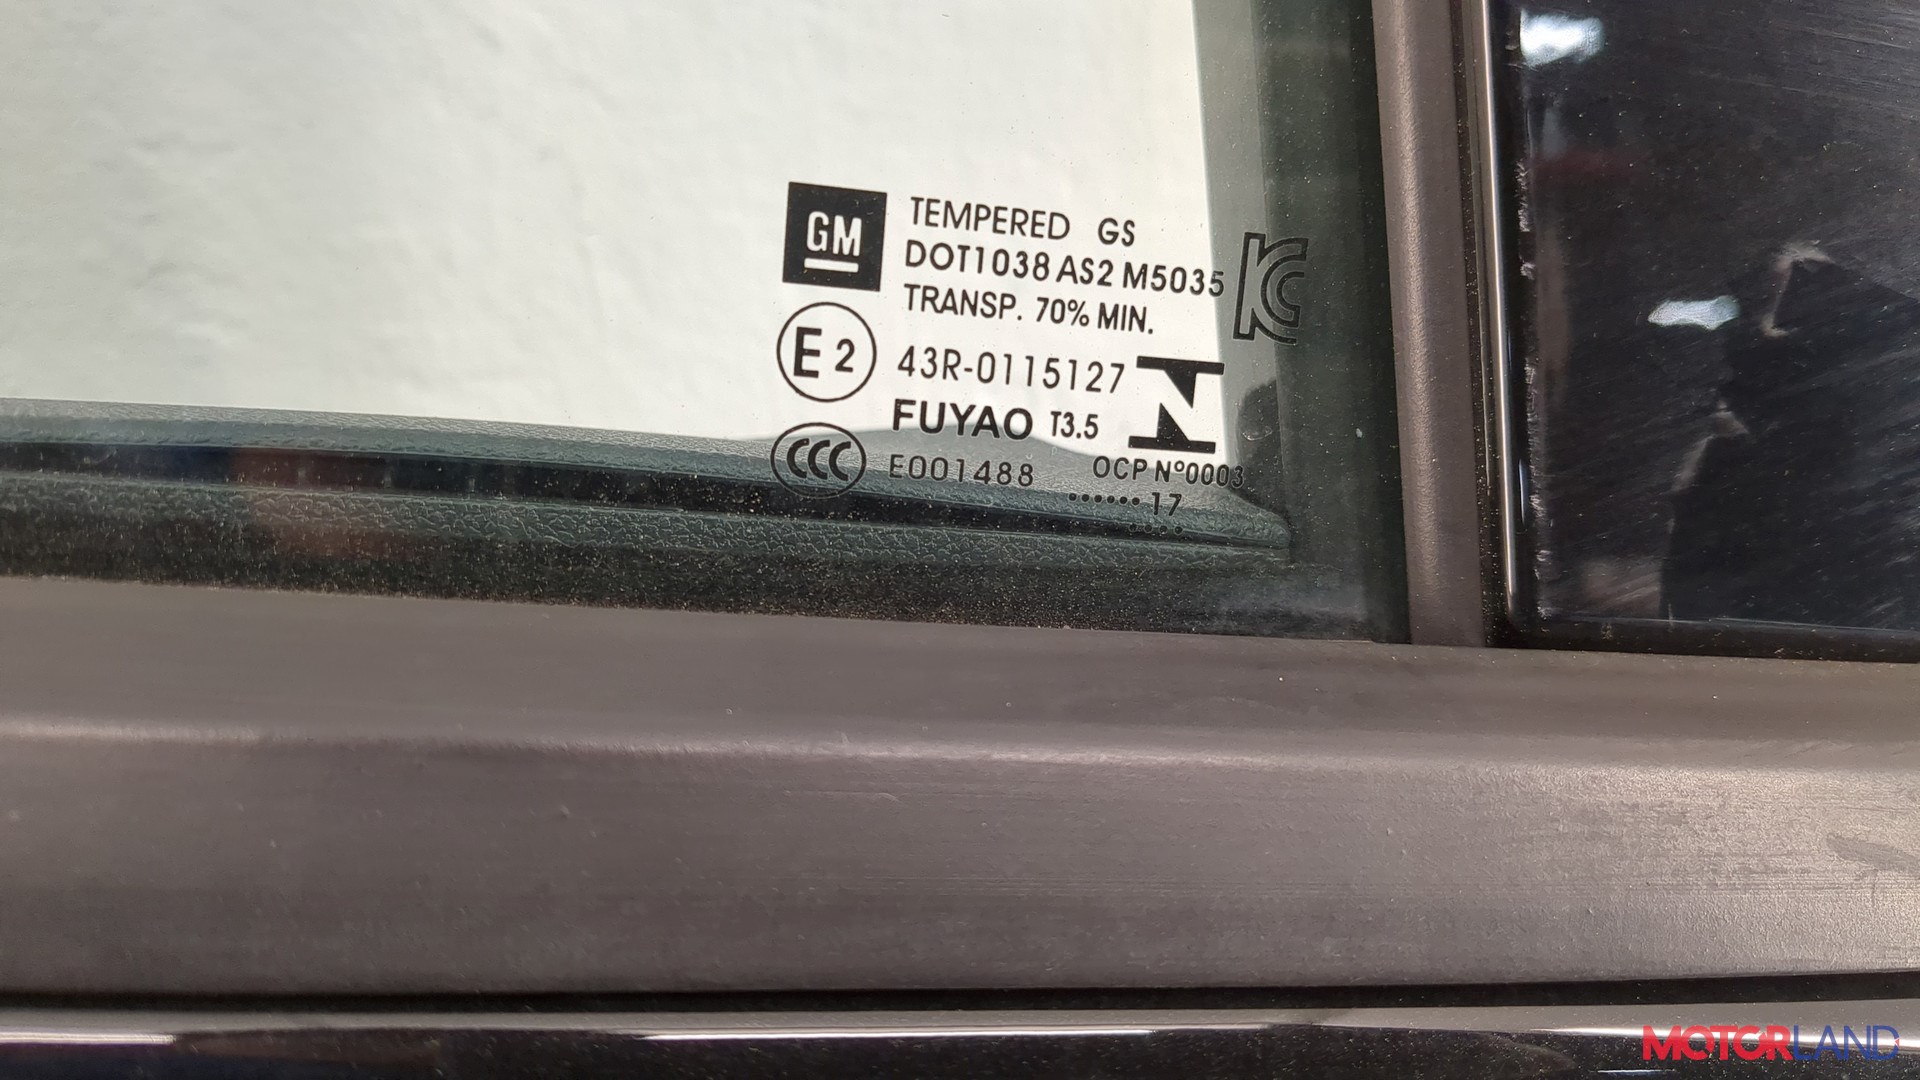 GM
TEMPERED GS
DOT1038 AS2 M5035
TRANSP. 70% MIN.
KC
E2
43R-0115127
N
FUYAO T3.5
CCC
E001488
OCP Nº0003
•••••• 17
••••
MOTORLAND